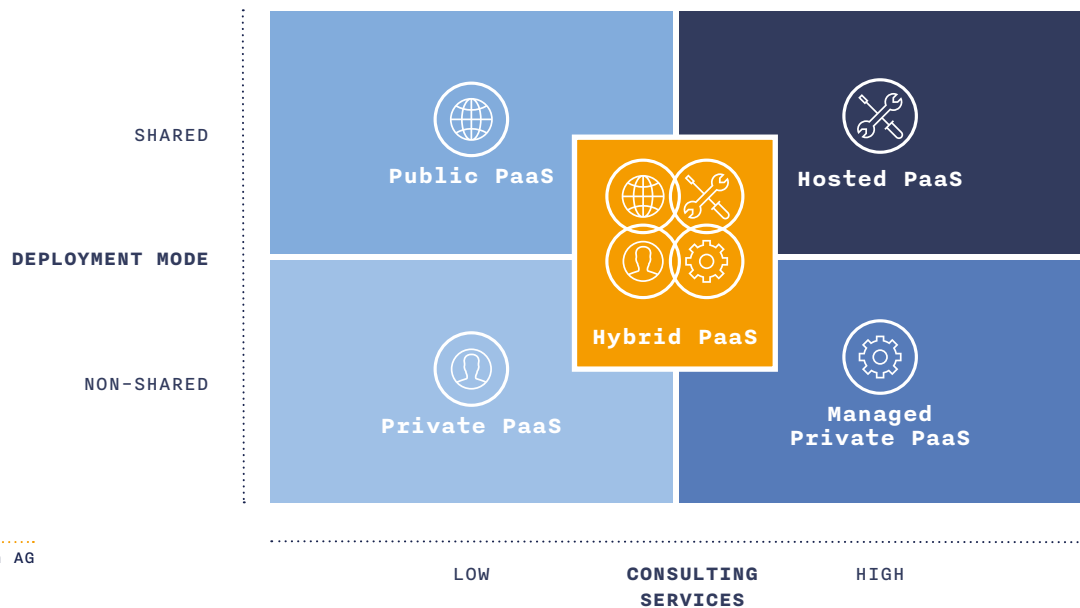 SHARED
Public PaaS
Hosted PaaS
DEPLOYMENT MODE
Hybrid PaaS
NON-SHARED
Private PaaS
Managed
Private PaaS
AG
LOW
CONSULTING
SERVICES
HIGH